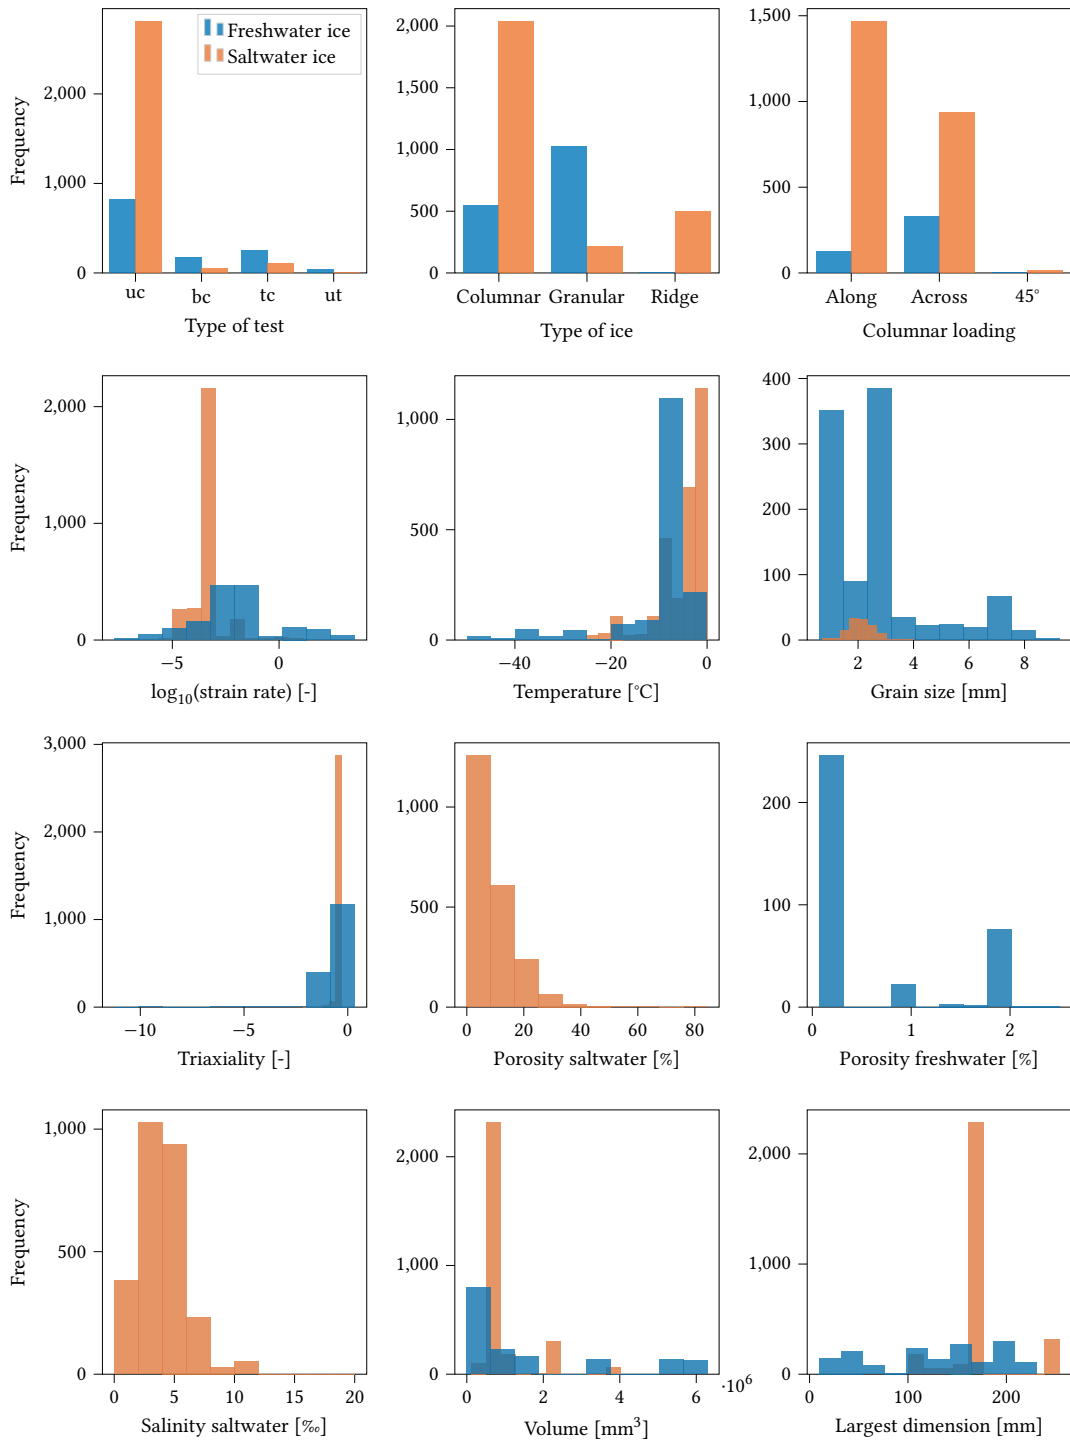 Freshwater ice
Saltwater ice
Frequency
2,000
1,000
0
uc bc tc ut
Type of test
2,000
1,500
1,000
500
0
Columnar Granular Ridge
Type of ice
1,500
1,000
500
0
Along Across 45°
Columnar loading
Frequency
2,000
1,000
0
−5 0
log10(strain rate) [-]
1,000
500
0
−40 −20 0
Temperature [°C]
400
300
200
100
0
2 4 6 8
Grain size [mm]
Frequency
3,000
2,000
1,000
0
−10 −5 0
Triaxiality [-]
1,000
500
0
0 20 40 60 80
Porosity saltwater [%]
200
100
0
0 1 2
Porosity freshwater [%]
Frequency
1,000
500
0
0 5 10 15 20
Salinity saltwater [‰]
2,000
1,000
0
0 2 4 6
·10⁶
Volume [mm³]
2,000
1,000
0
0 100 200
Largest dimension [mm]